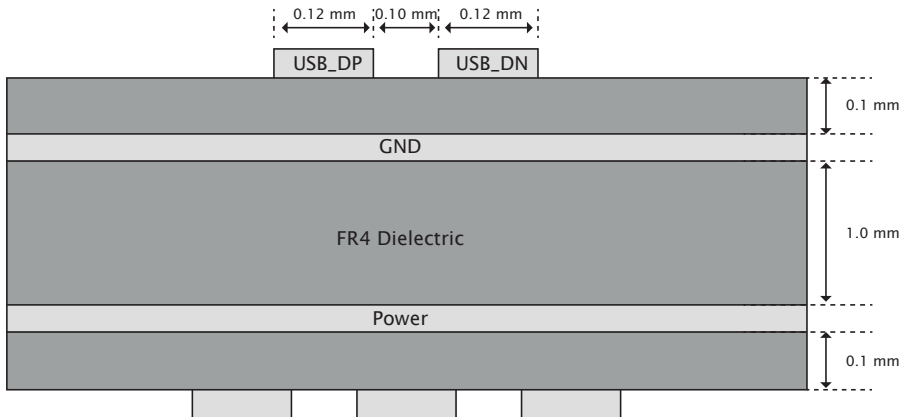 0.12 mm 0.10 mm 0.12 mm
USB_DP USB_DN
0.1 mm
GND
1.0 mm
FR4 Dielectric
Power
0.1 mm